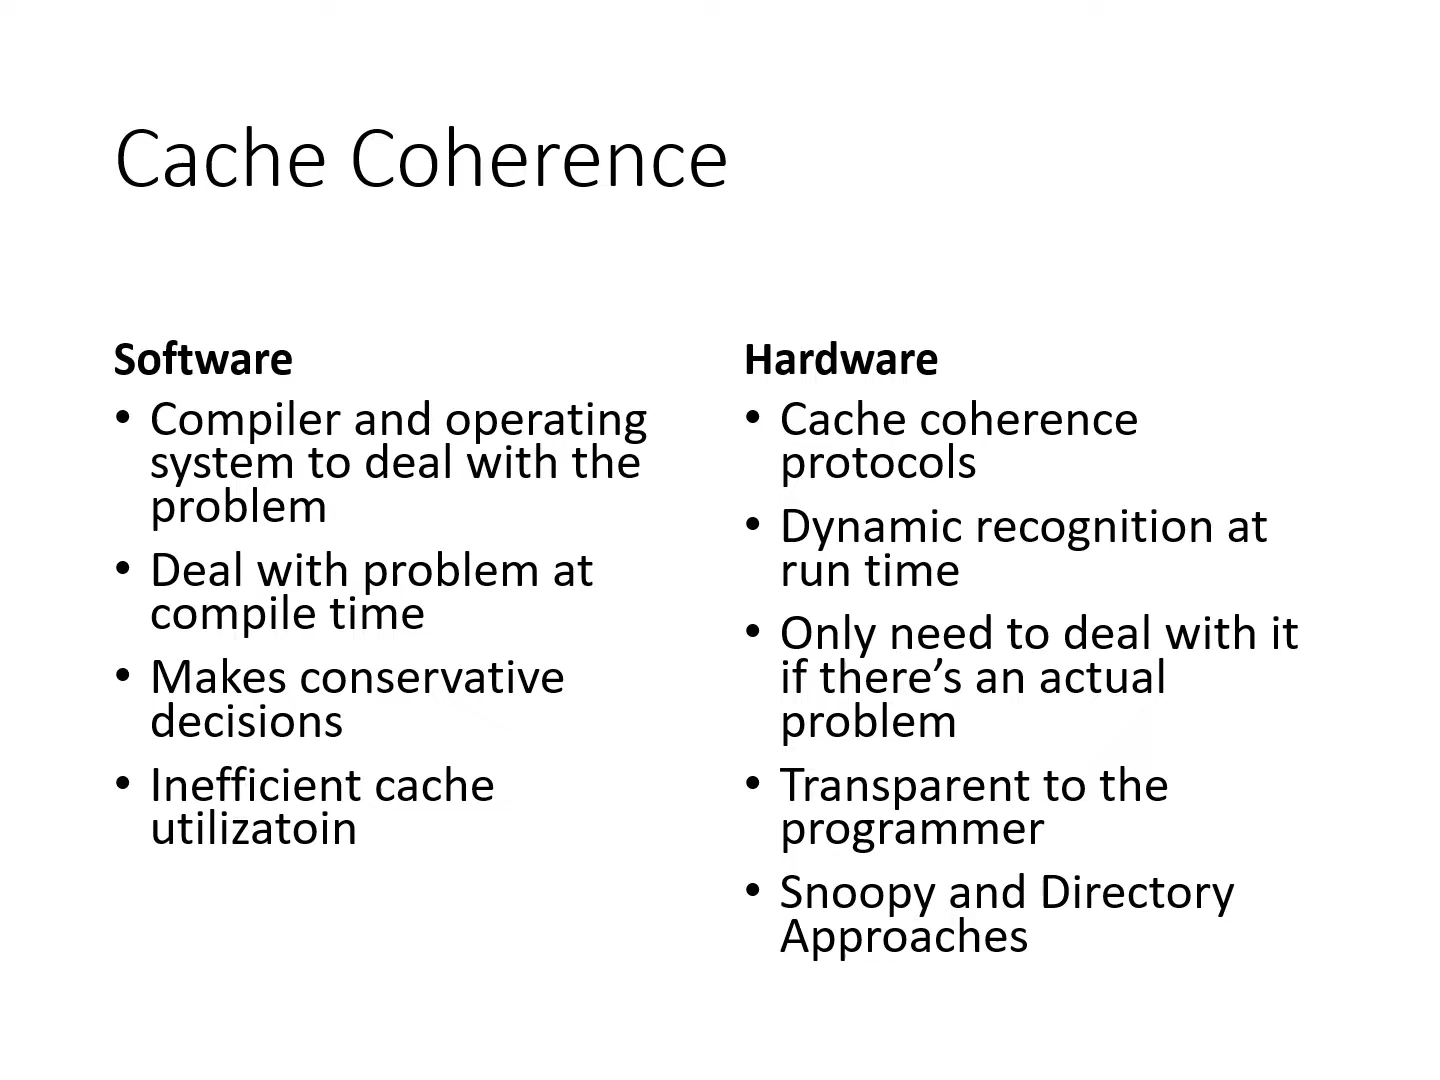 Cache Coherence
Software
• Compiler and operating
system to deal with the
problem
• Deal with problem at
compile time
• Makes conservative
decisions
• Inefficient cache
utilizatoin
Hardware
• Cache coherence
protocols
• Dynamic recognition at
run time
• Only need to deal with it
if there’s an actual
problem
• Transparent to the
programmer
• Snoopy and Directory
Approaches